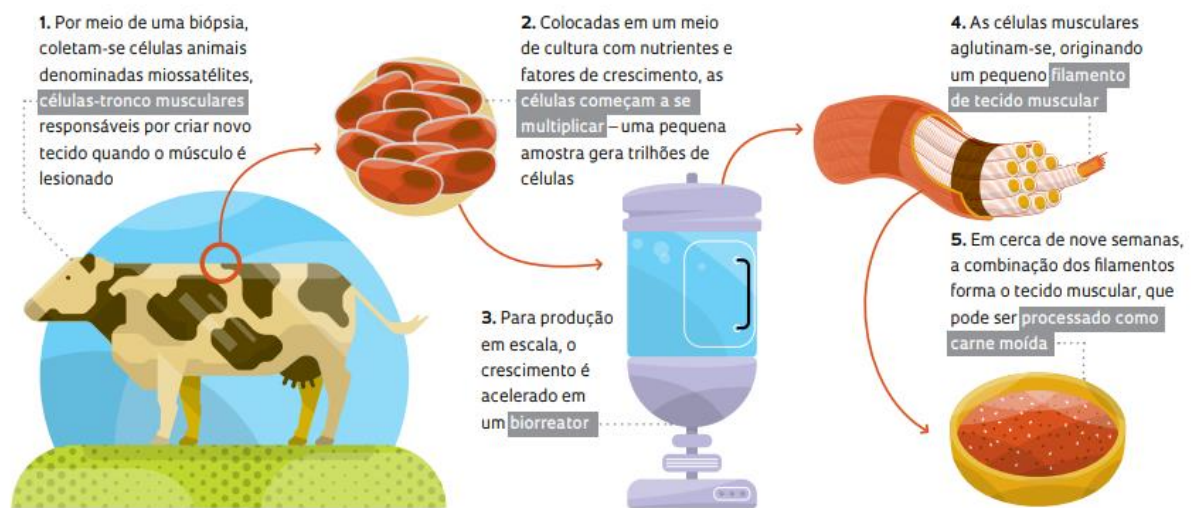 1. Por meio de uma biópsia,
coletam-se células animais
denominadas miossatélites,
células-tronco musculares
responsáveis por criar novo
tecido quando o músculo é
lesionado
2. Colocadas em um meio
de cultura com nutrientes e
fatores de crescimento, as
células começam a se
multiplicar – uma pequena
amostra gera trilhões de
células
3. Para produção
em escala, o
crescimento é
acelerado em
um biorreator
4. As células musculares
aglutinam-se, originando
um pequeno filamento
de tecido muscular
5. Em cerca de nove semanas,
a combinação dos filamentos
forma o tecido muscular, que
pode ser processado como
carne moída